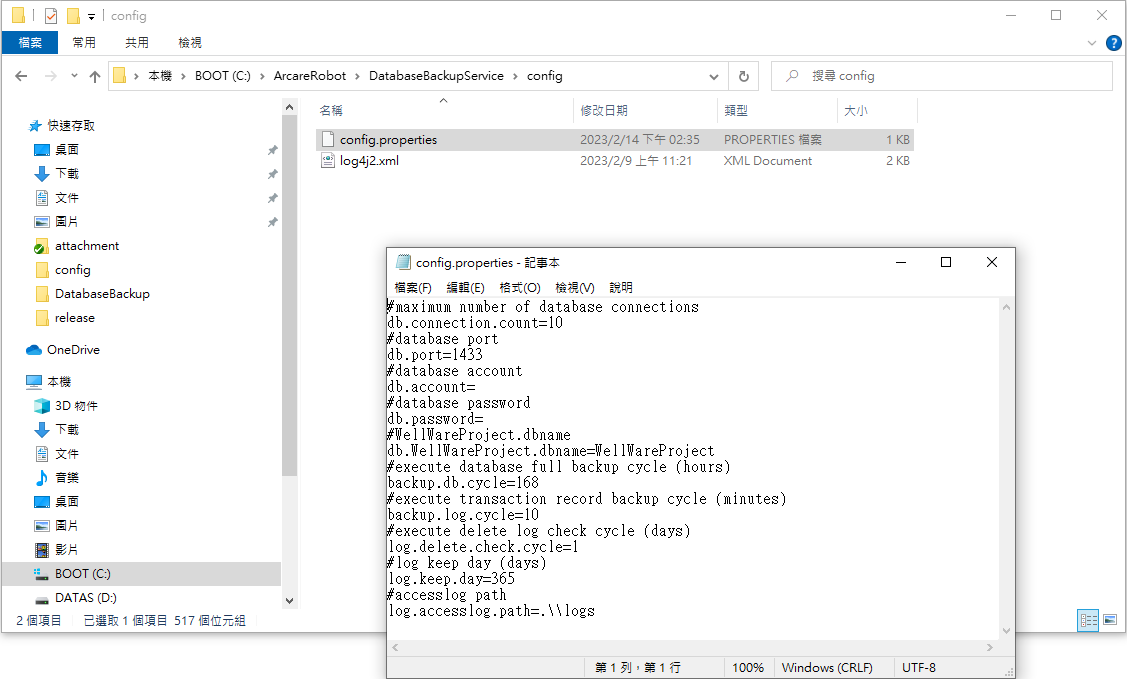 config
檔案 常用 共用 檢視
本機 BOOT (C:) ArcareRobot DatabaseBackupService config
搜尋 config
名稱 修改日期 類型 大小
config.properties 2023/2/14 下午 02:35 PROPERTIES 檔案 1 KB
log4j2.xml 2023/2/9 上午 11:21 XML Document 2 KB
快速存取
桌面
下載
文件
圖片
attachment
config
DatabaseBackup
release
OneDrive
本機
3D 物件
下載
文件
音樂
桌面
圖片
影片
BOOT (C:)
DATAS (D:)
2 個項目 已選取 1 個項目 517 個位元組
config.properties - 記事本
檔案(F) 編輯(E) 格式(O) 檢視(V) 說明
#maximum number of database connections
db.connection.count=10
#database port
db.port=1433
#database account
db.account=
#database password
db.password=
#WellWareProject.dbname
db.WellWareProject.dbname=WellWareProject
#execute database full backup cycle (hours)
backup.db.cycle=168
#execute transaction record backup cycle (minutes)
backup.log.cycle=10
#execute delete log check cycle (days)
log.delete.check.cycle=1
#log keep day (days)
log.keep.day=365
#accesslog path
log.accesslog.path=.\\logs
第 1 列，第 1 行 100% Windows (CRLF) UTF-8